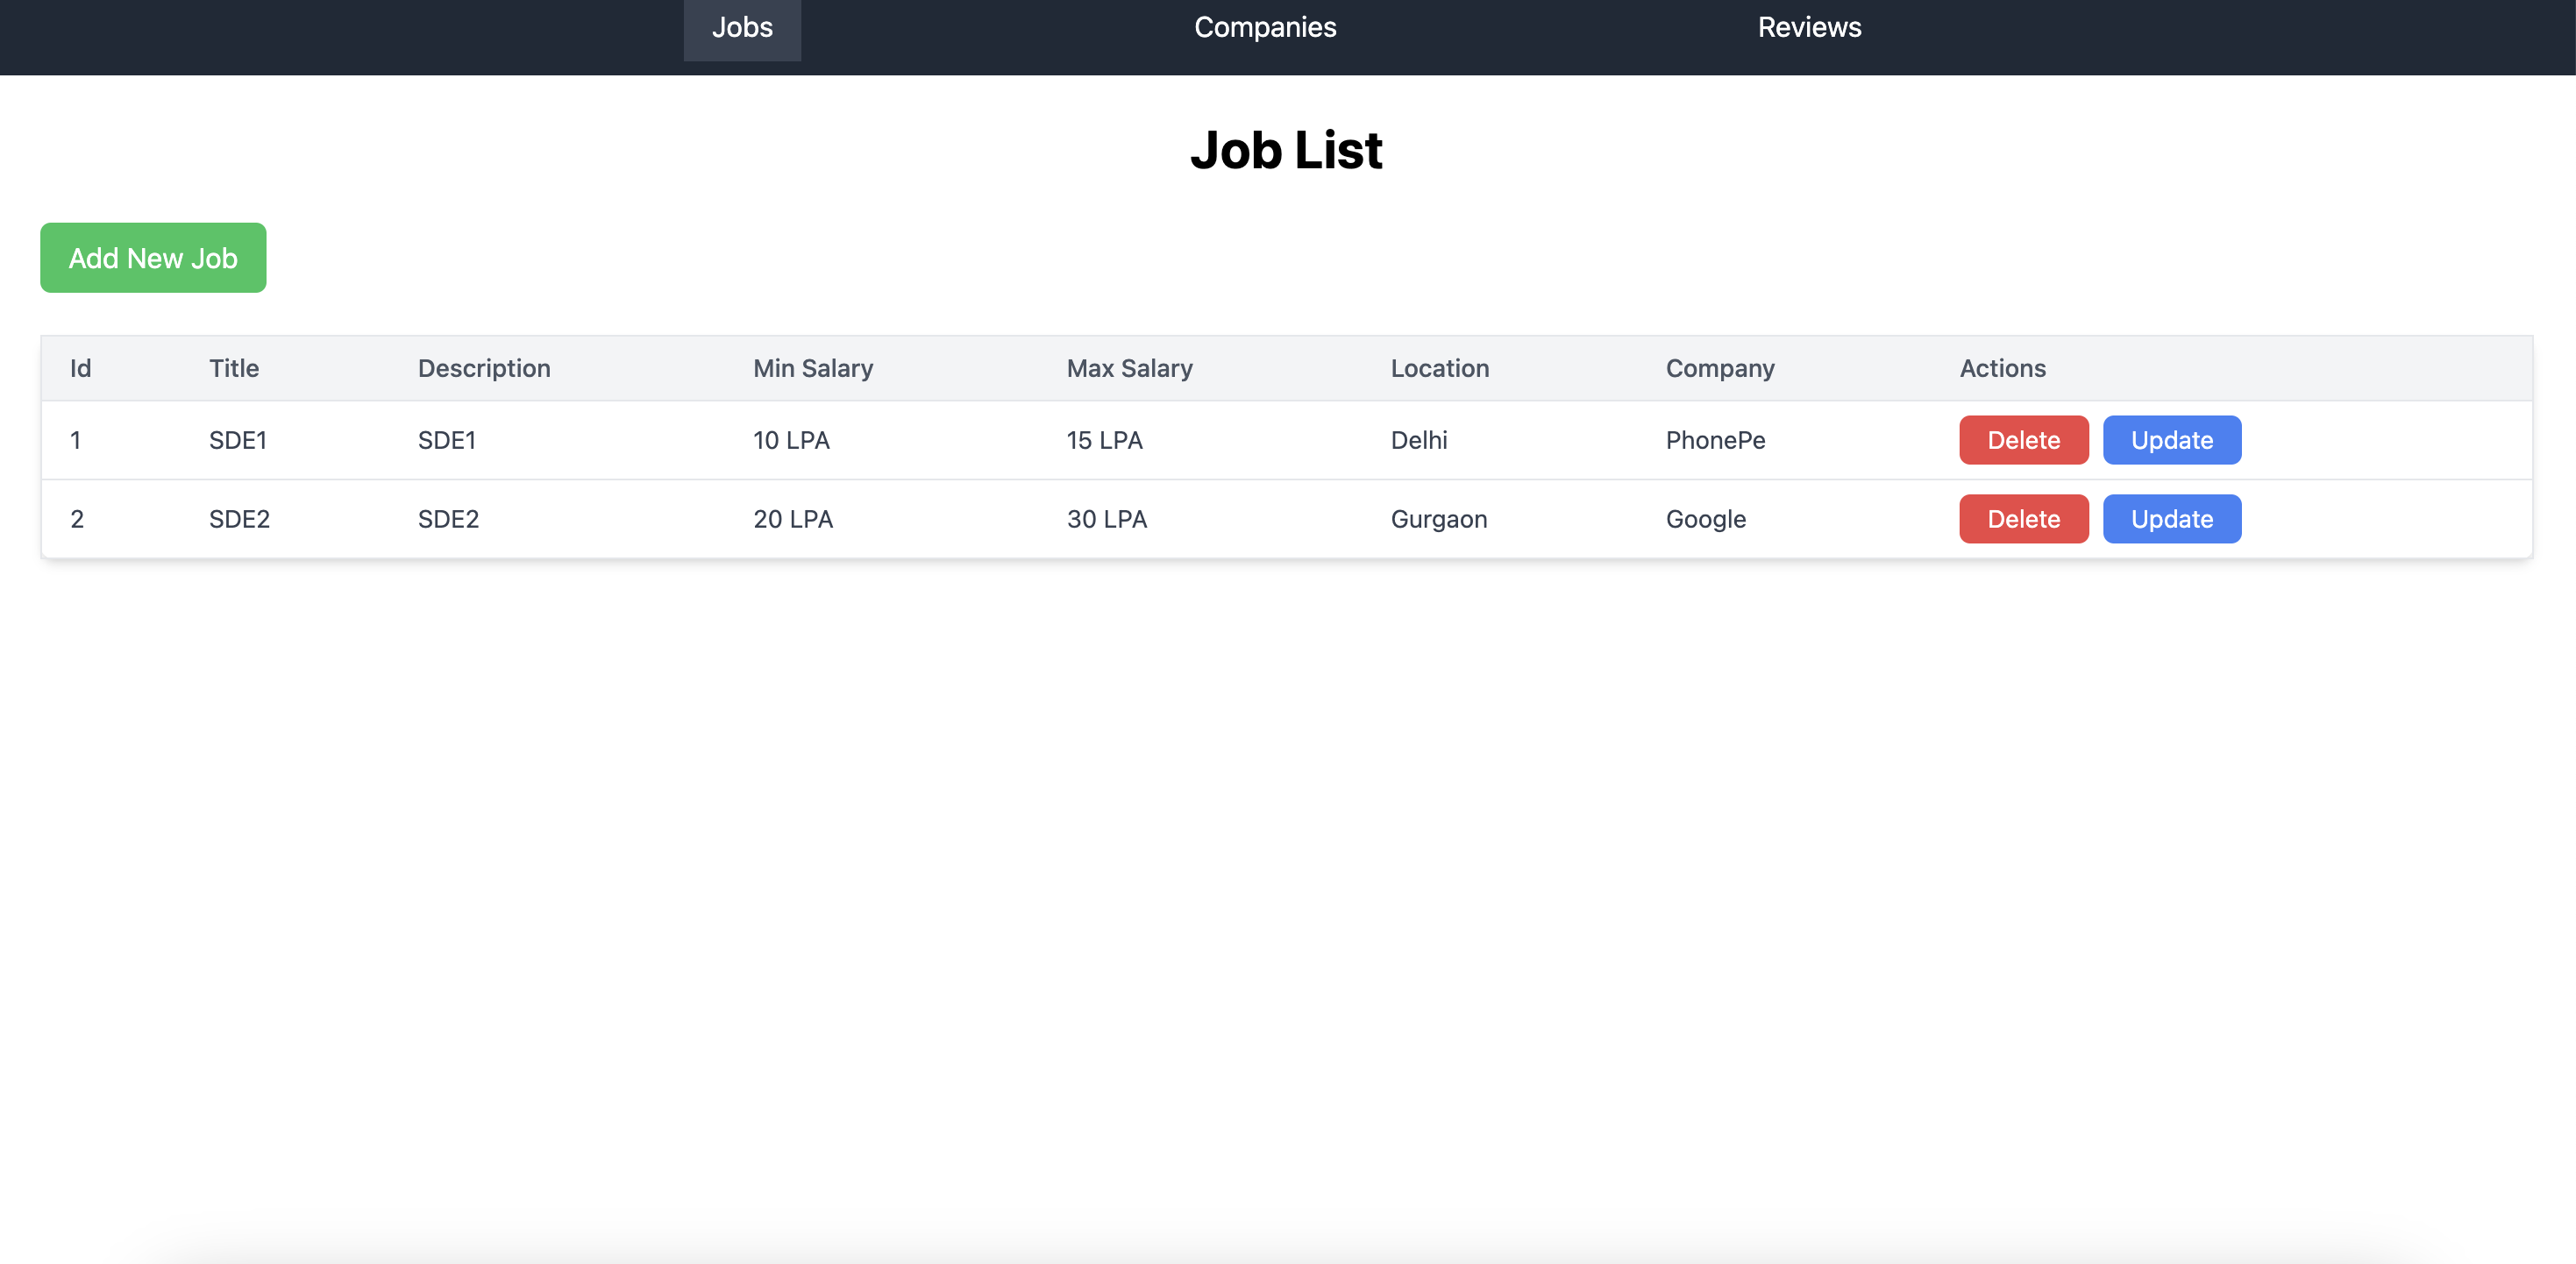 Jobs Companies Reviews
Job List
Add New Job
Id Title Description Min Salary Max Salary Location Company Actions
1 SDE1 SDE1 10 LPA 15 LPA Delhi PhonePe Delete Update
2 SDE2 SDE2 20 LPA 30 LPA Gurgaon Google Delete Update